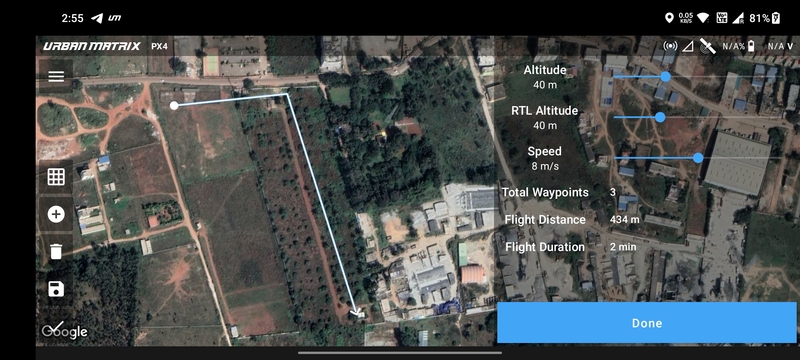 2:55 um 0.05 KB/S 81%
URBAN MATRIX PX4 N/A% N/A V
Altitude
40 m
RTL Altitude
40 m
Speed
8 m/s
Total Waypoints 3
Flight Distance 434 m
Flight Duration 2 min
Google
Done